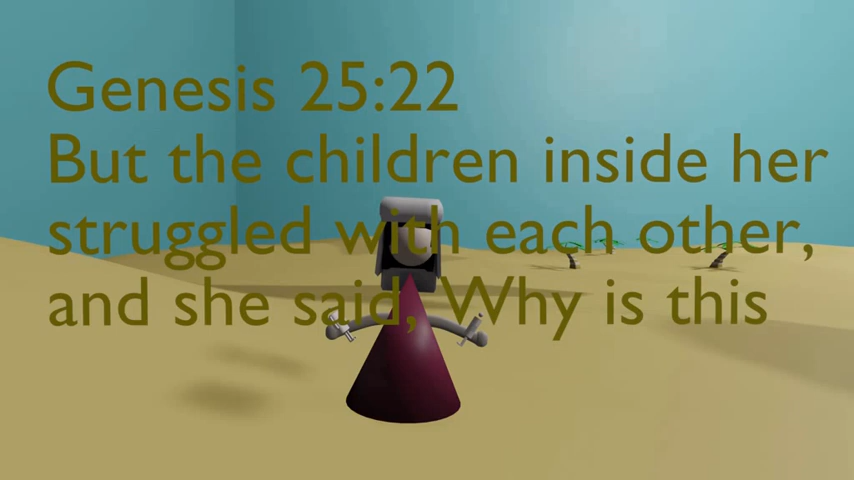 Genesis 25:22
But the children inside her
struggled with each other,
and she said, Why is this